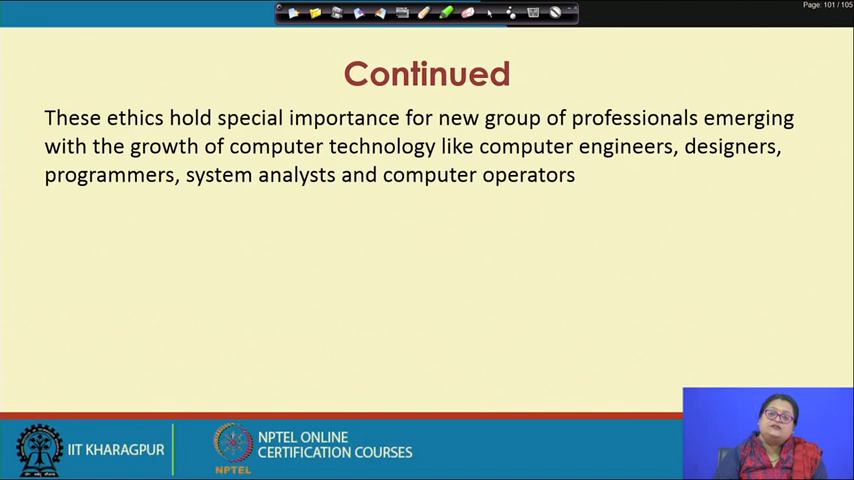 Page: 101 / 105
Continued
These ethics hold special importance for new group of professionals emerging
with the growth of computer technology like computer engineers, designers,
programmers, system analysts and computer operators
IIT KHARAGPUR
NPTEL
NPTEL ONLINE
CERTIFICATION COURSES